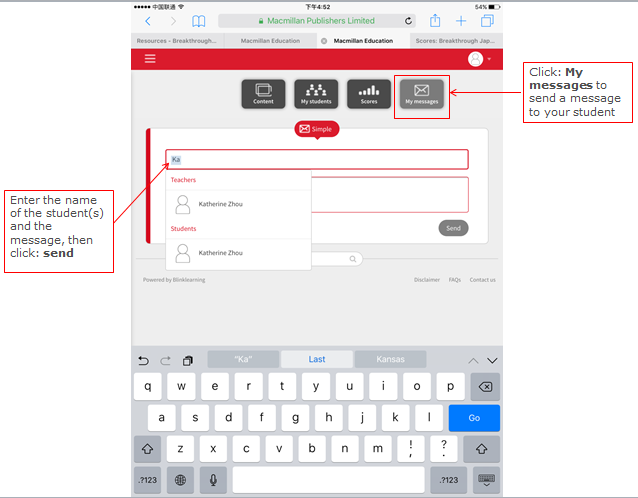 中国联通
下午4:52
54%
Macmillan Publishers Limited
Resources - Breakthrough...
Macmillan Education
Macmillan Education
Scores: Breakthrough Jap...
Content
My students
Scores
My messages
Click: My
messages to
send a message
to your student
Simple
Ka
Teachers
Katherine Zhou
Students
Katherine Zhou
Send
Enter the name
of the student(s)
and the
message, then
click: send
Powered by Blinklearning
Disclaimer FAQs Contact us
"Ka" Last Kansas
q w e r t y u i o p
a s d f g h j k l Go
z x c v b n m ! , ? .
.?123 .?123